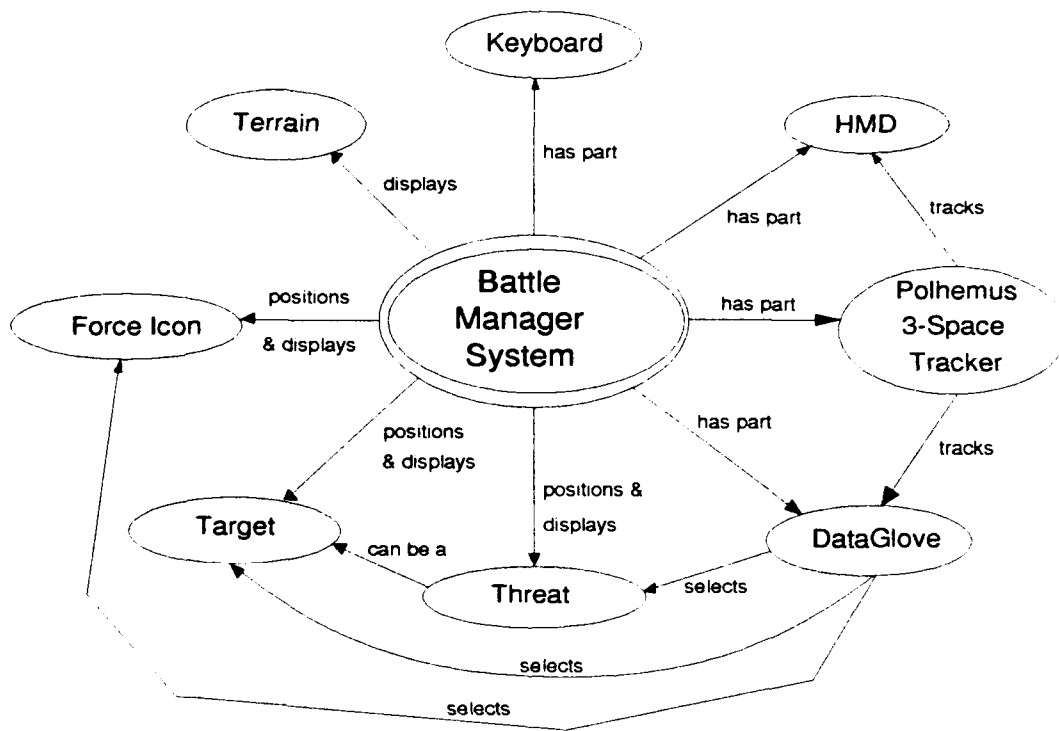 Keyboard
Terrain
HMD
has part
displays
tracks
has part
Battle
Manager
System
positions
& displays
Force Icon
has part
Polhemus
3-Space
Tracker
positions
& displays
has part
tracks
positions &
displays
Target
can be a
DataGlove
Threat
selects
selects
selects